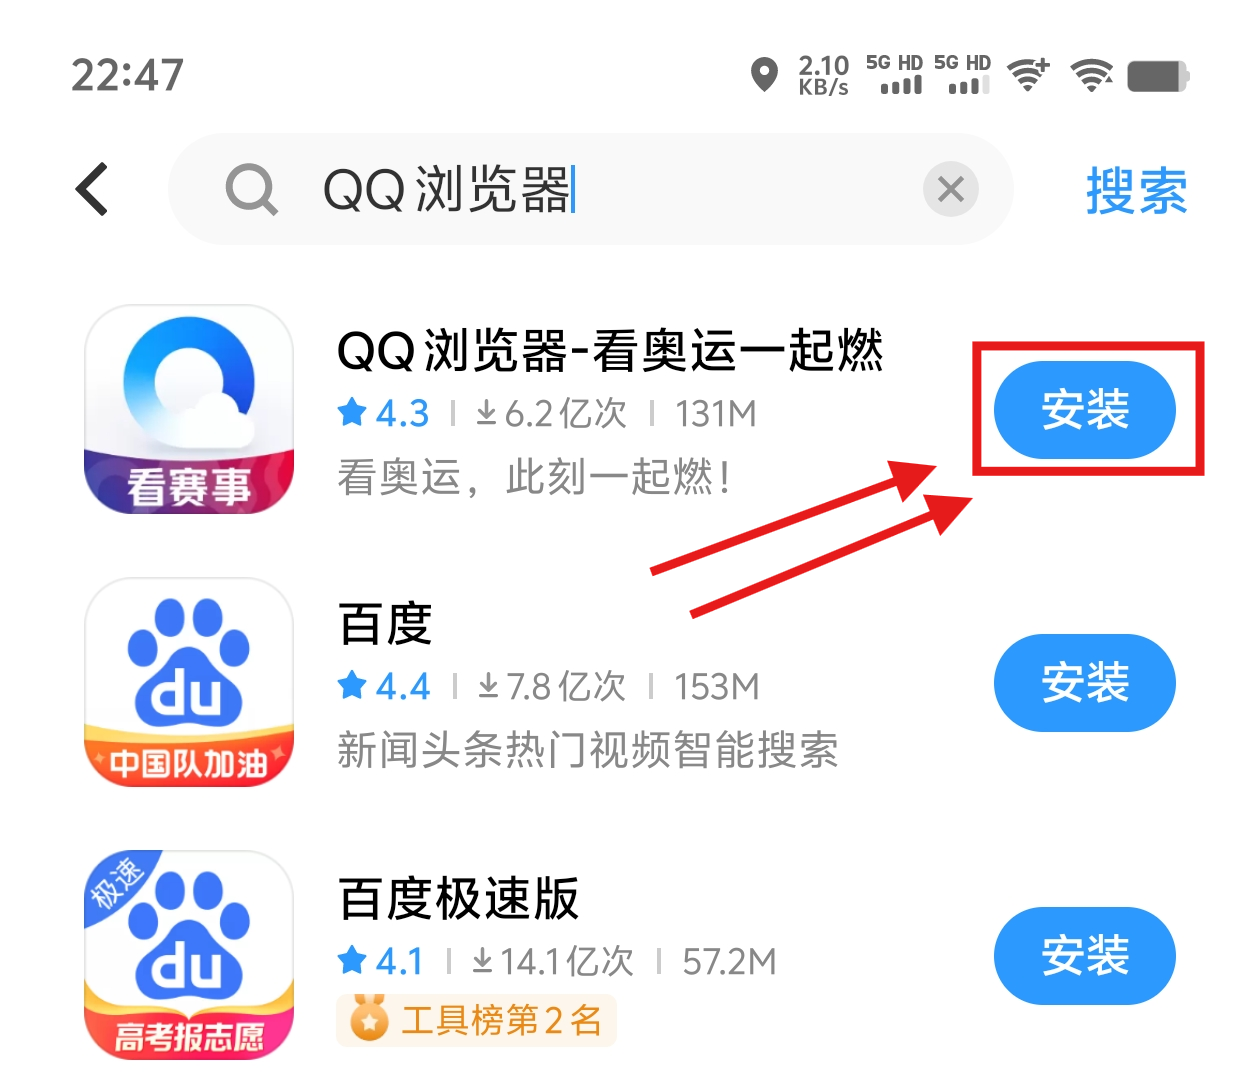 22:47
2.10 KB/s 5G HD 5G HD
QQ浏览器
搜索
QQ浏览器-看奥运一起燃
4.3 6.2亿次 131M
看奥运，此刻一起燃！
安装
看赛事
百度
4.4 7.8亿次 153M
新闻头条热门视频智能搜索
安装
du
中国队加油
百度极速版
4.1 14.1亿次 57.2M
工具榜第2名
安装
极速
du
高考报志愿